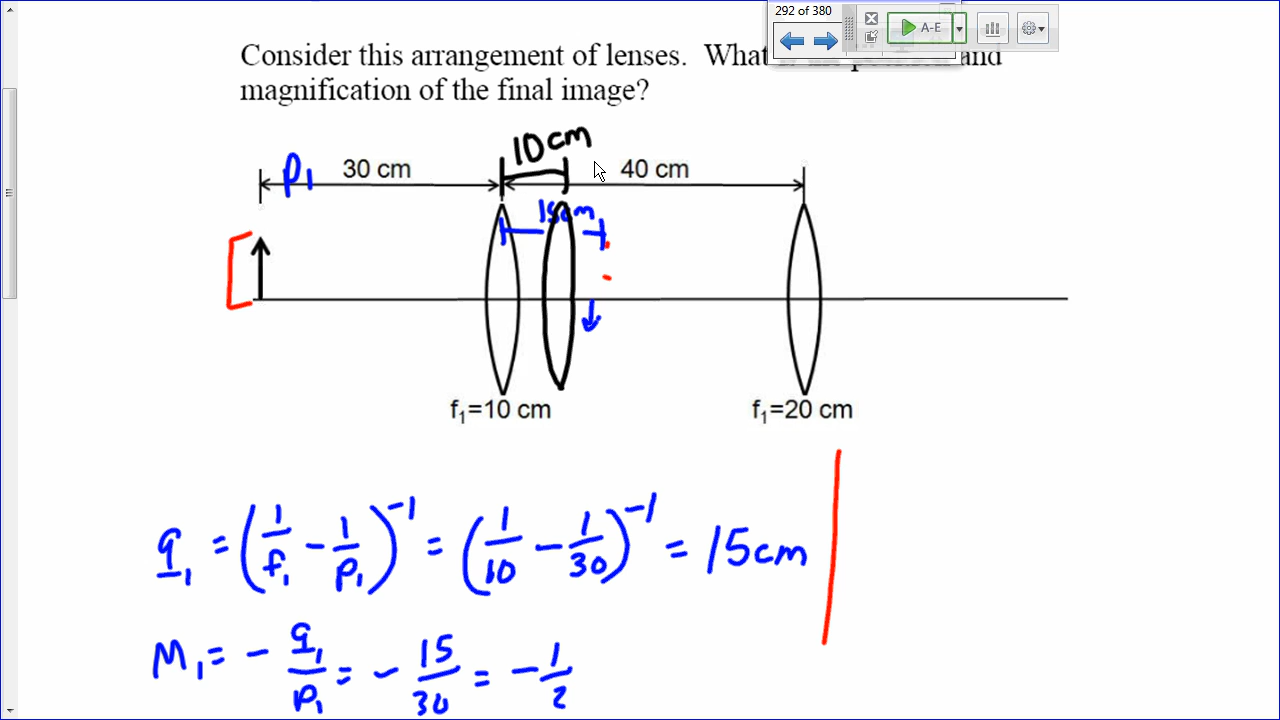 292 of 380
A-E
Consider this arrangement of lenses. What and
magnification of the final image?
10cm
p₁ 30 cm 40 cm
15cm
f₁=10 cm f₁=20 cm
q₁ = (1/f₁ - 1/p₁)⁻¹ = (1/10 - 1/30)⁻¹ = 15cm
M₁ = - q₁/p₁ = - 15/30 = - 1/2